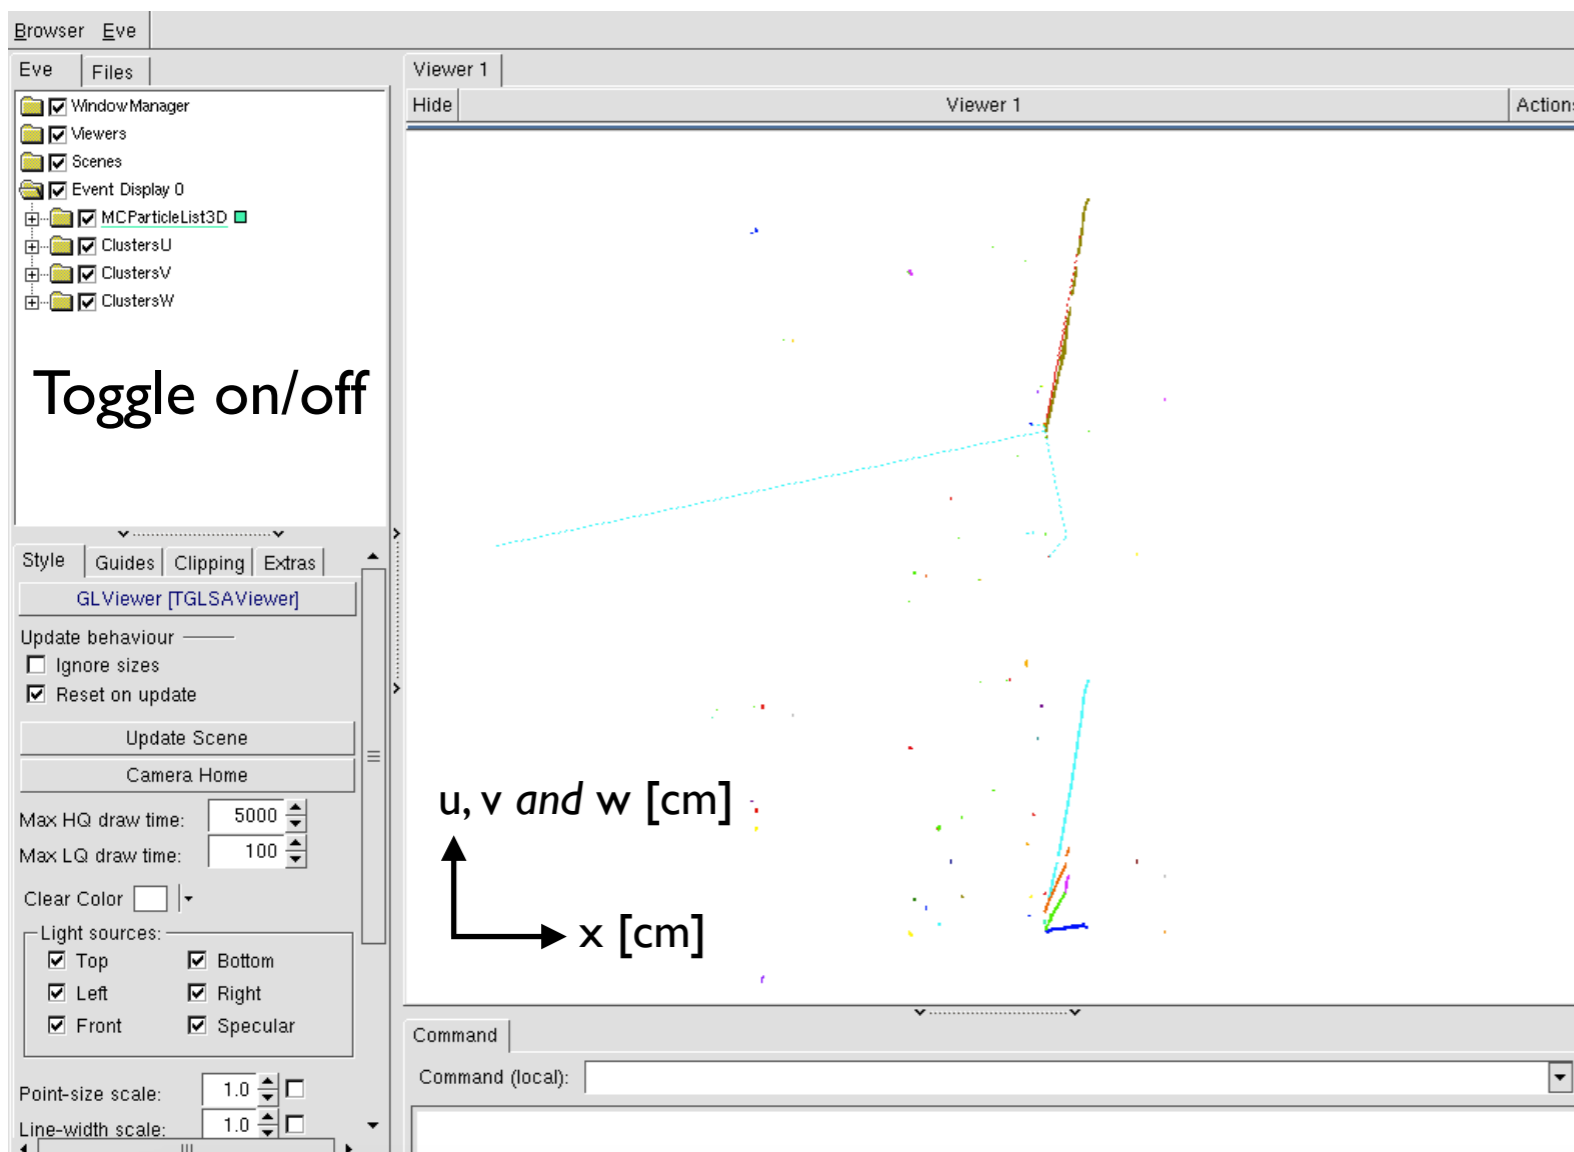 Browser Eve
Eve Files
WindowManager
Viewers
Scenes
Event Display 0
MCParticleList3D
ClustersU
ClustersV
ClustersW
Toggle on/off
Style Guides Clipping Extras
GLViewer [TGLSAViewer]
Update behaviour
Ignore sizes
Reset on update
Update Scene
Camera Home
Max HQ draw time: 5000
Max LQ draw time: 100
Clear Color
Light sources:
Top Bottom
Left Right
Front Specular
Point-size scale: 1.0
Line-width scale: 1.0
Viewer 1
Hide Viewer 1 Actions
u, v and w [cm]
x [cm]
Command
Command (local):